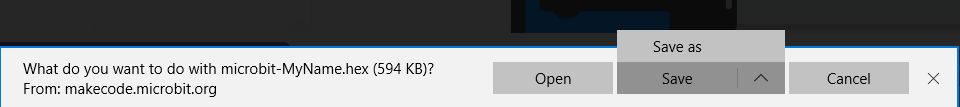 Save as
What do you want to do with microbit-MyName.hex (594 KB)?
From: makecode.microbit.org
Open
Save
Cancel